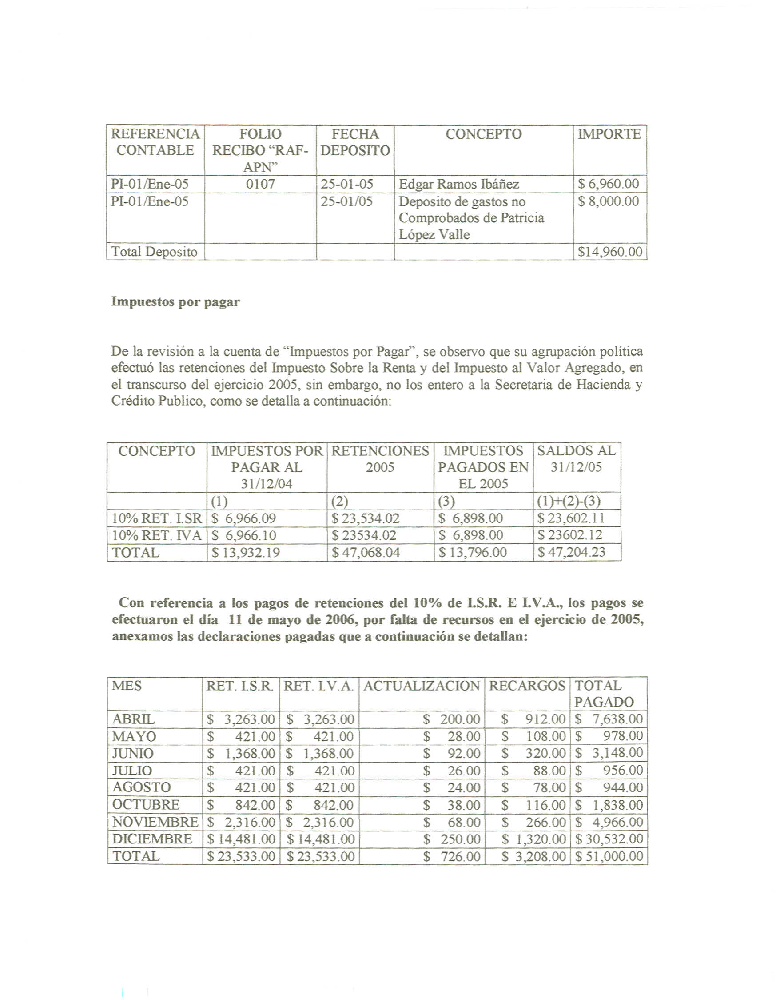 REFERENCIA CONTABLE FOLIO RECIBO “RAF-APN” FECHA DEPOSITO CONCEPTO IMPORTE
PI-01/Ene-05 0107 25-01-05 Edgar Ramos Ibáñez $ 6,960.00
PI-01/Ene-05 25-01/05 Deposito de gastos no $ 8,000.00
Comprobados de Patricia
López Valle
Total Deposito $14,960.00
Impuestos por pagar
De la revisión a la cuenta de “Impuestos por Pagar”, se observo que su agrupación política
efectuó las retenciones del Impuesto Sobre la Renta y del Impuesto al Valor Agregado, en
el transcurso del ejercicio 2005, sin embargo, no los entero a la Secretaria de Hacienda y
Crédito Publico, como se detalla a continuación:
CONCEPTO IMPUESTOS POR PAGAR AL 31/12/04 RETENCIONES 2005 IMPUESTOS PAGADOS EN EL 2005 SALDOS AL 31/12/05
(1) (2) (3) (1)+(2)-(3)
10% RET. I.SR $ 6,966.09 $ 23,534.02 $ 6,898.00 $ 23,602.11
10% RET. IVA $ 6,966.10 $ 23534.02 $ 6,898.00 $ 23602.12
TOTAL $ 13,932.19 $ 47,068.04 $ 13,796.00 $ 47,204.23
Con referencia a los pagos de retenciones del 10% de I.S.R. E I.V.A., los pagos se
efectuaron el día 11 de mayo de 2006, por falta de recursos en el ejercicio de 2005,
anexamos las declaraciones pagadas que a continuación se detallan:
MES RET. I.S.R. RET. I.V.A. ACTUALIZACION RECARGOS TOTAL PAGADO
ABRIL $ 3,263.00 $ 3,263.00 $ 200.00 $ 912.00 $ 7,638.00
MAYO $ 421.00 $ 421.00 $ 28.00 $ 108.00 $ 978.00
JUNIO $ 1,368.00 $ 1,368.00 $ 92.00 $ 320.00 $ 3,148.00
JULIO $ 421.00 $ 421.00 $ 26.00 $ 88.00 $ 956.00
AGOSTO $ 421.00 $ 421.00 $ 24.00 $ 78.00 $ 944.00
OCTUBRE $ 842.00 $ 842.00 $ 38.00 $ 116.00 $ 1,838.00
NOVIEMBRE $ 2,316.00 $ 2,316.00 $ 68.00 $ 266.00 $ 4,966.00
DICIEMBRE $ 14,481.00 $ 14,481.00 $ 250.00 $ 1,320.00 $ 30,532.00
TOTAL $ 23,533.00 $ 23,533.00 $ 726.00 $ 3,208.00 $ 51,000.00